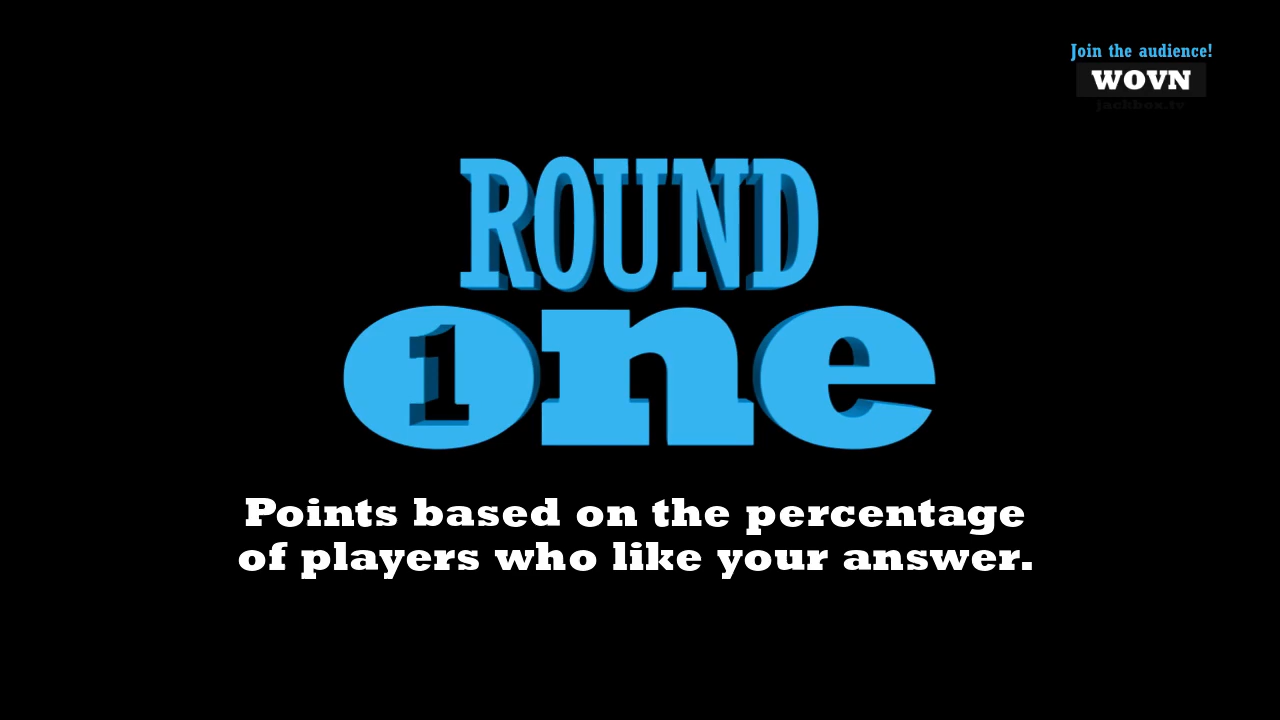 Join the audience!
WOVN
jackbox.tv
ROUND
One
1
Points based on the percentage
of players who like your answer.